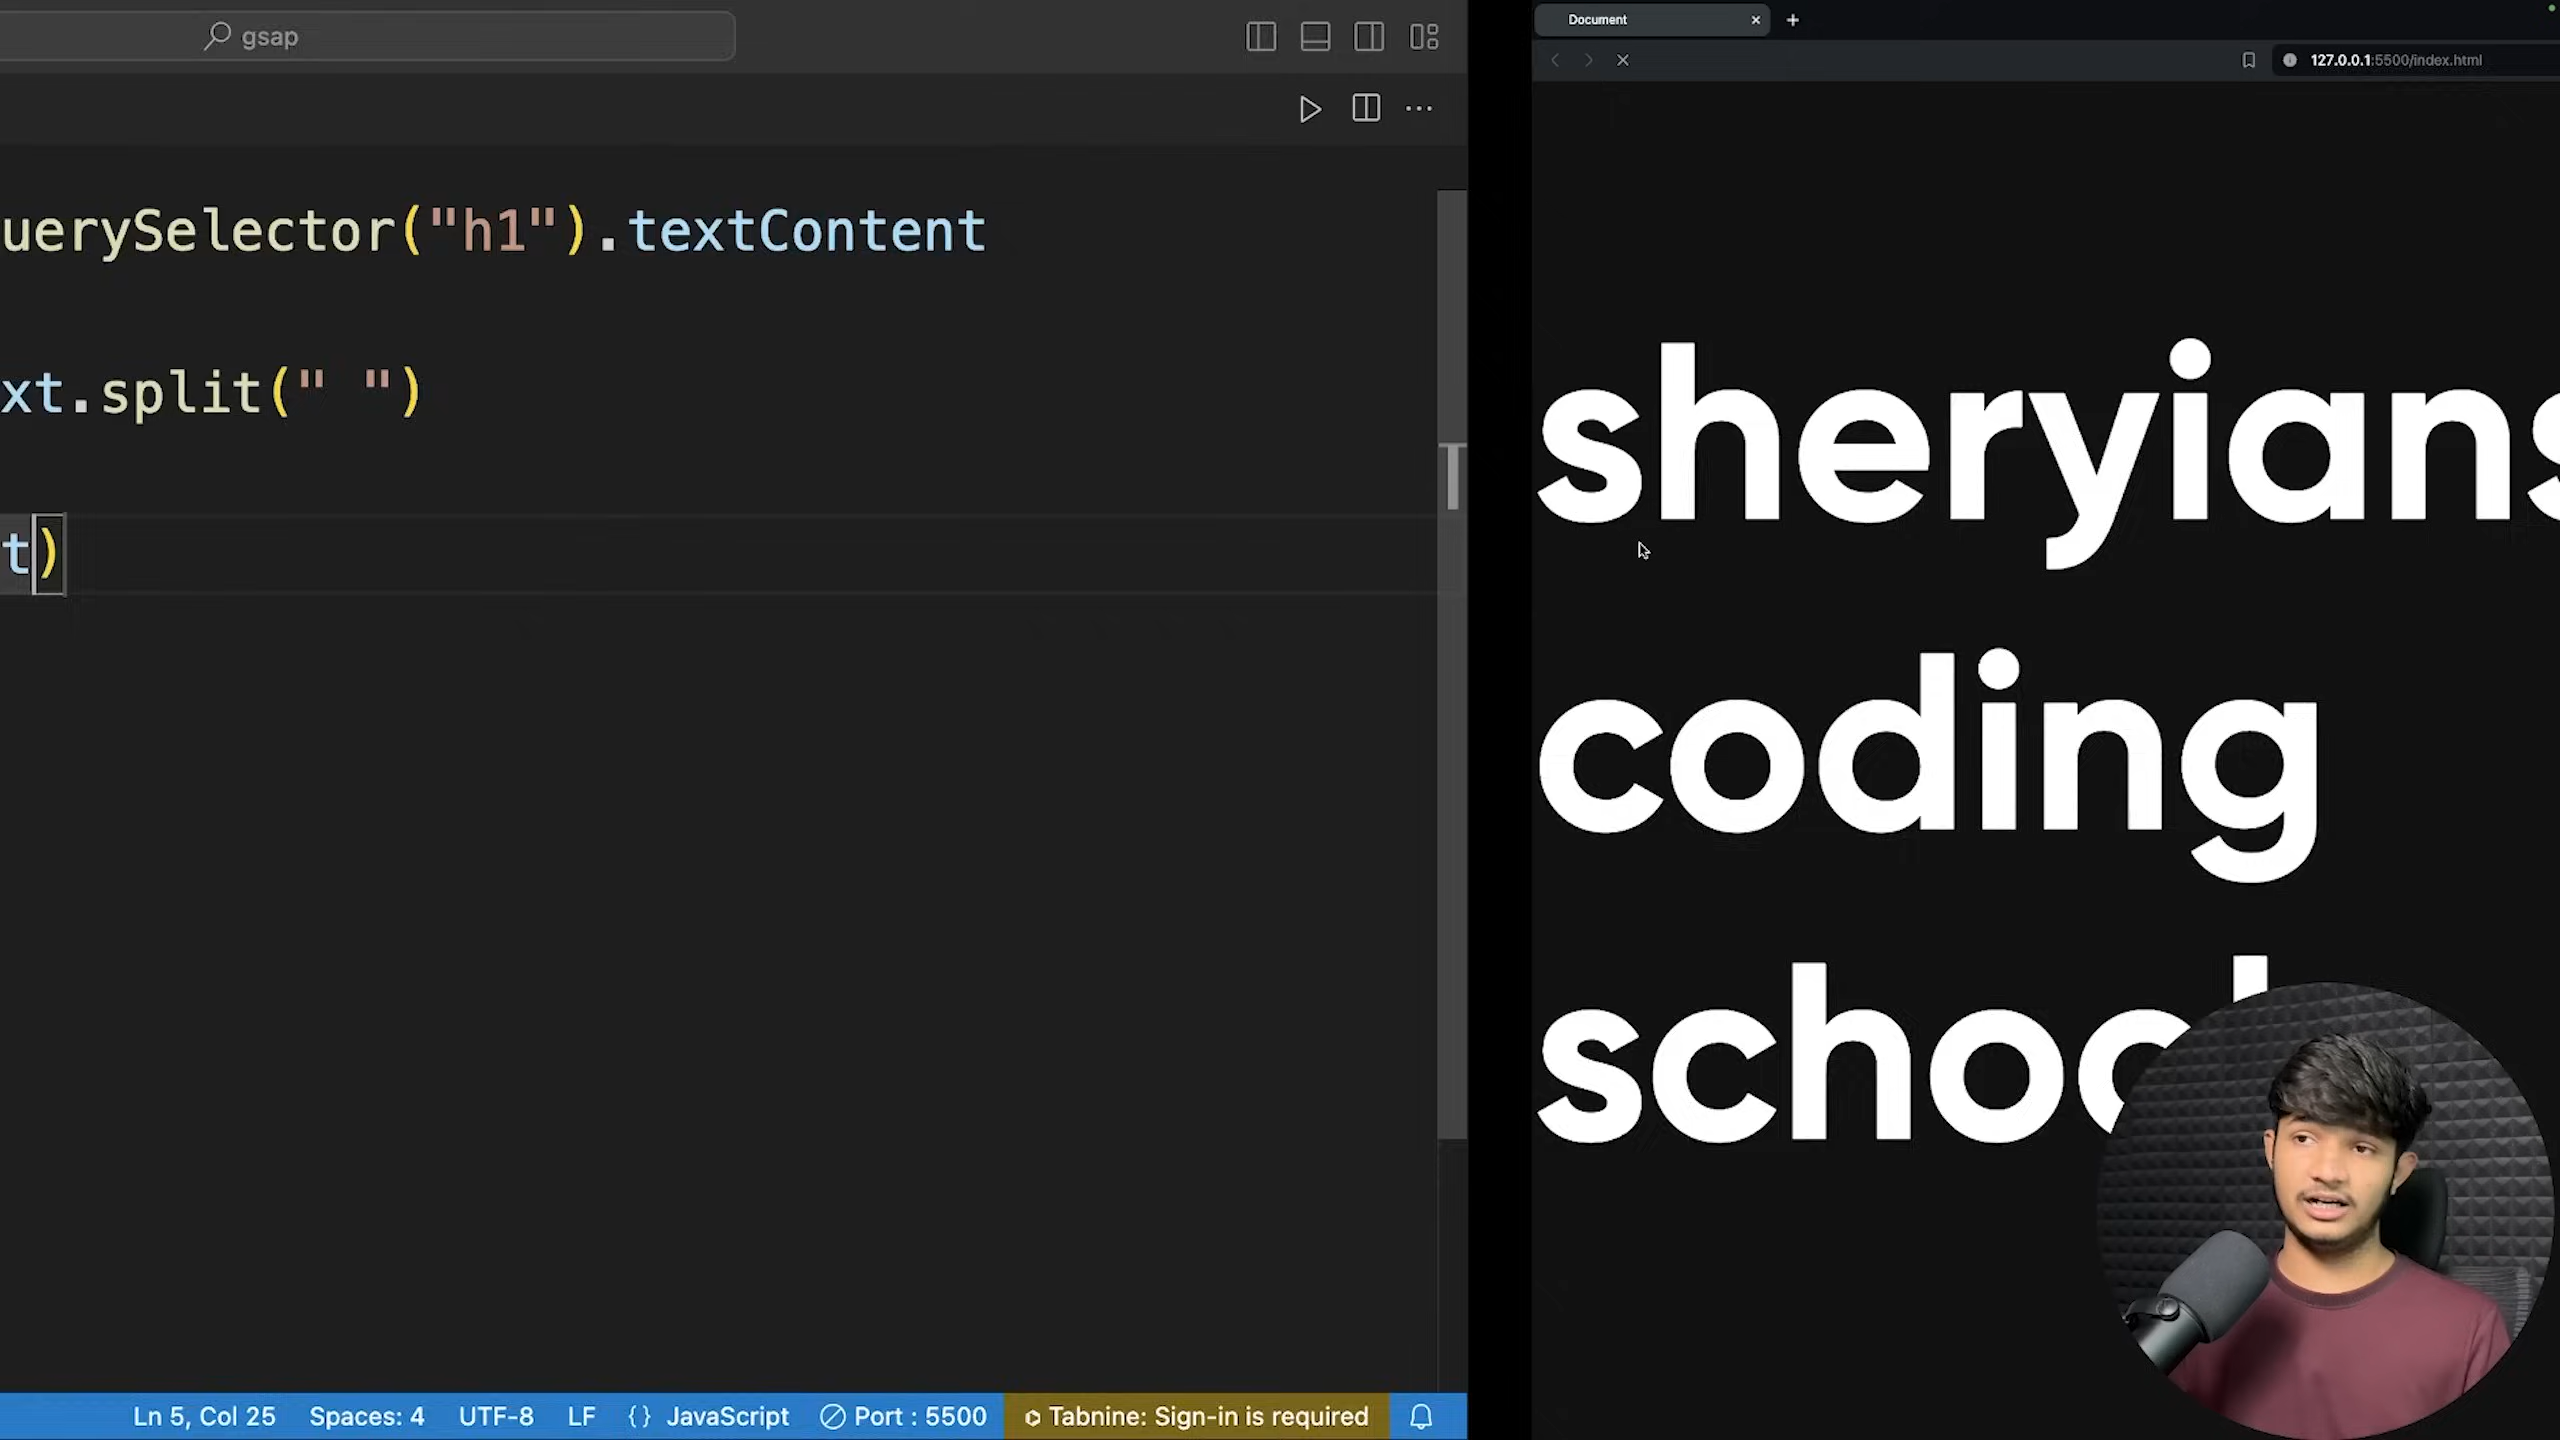 gsap
uerySelector("h1").textContent
xt.split(" ")
t)
Ln 5, Col 25 Spaces: 4 UTF-8 LF {} JavaScript Port : 5500 Tabnine: Sign-in is required
Document
127.0.0.1:5500/index.html
sheryians
coding
schoo